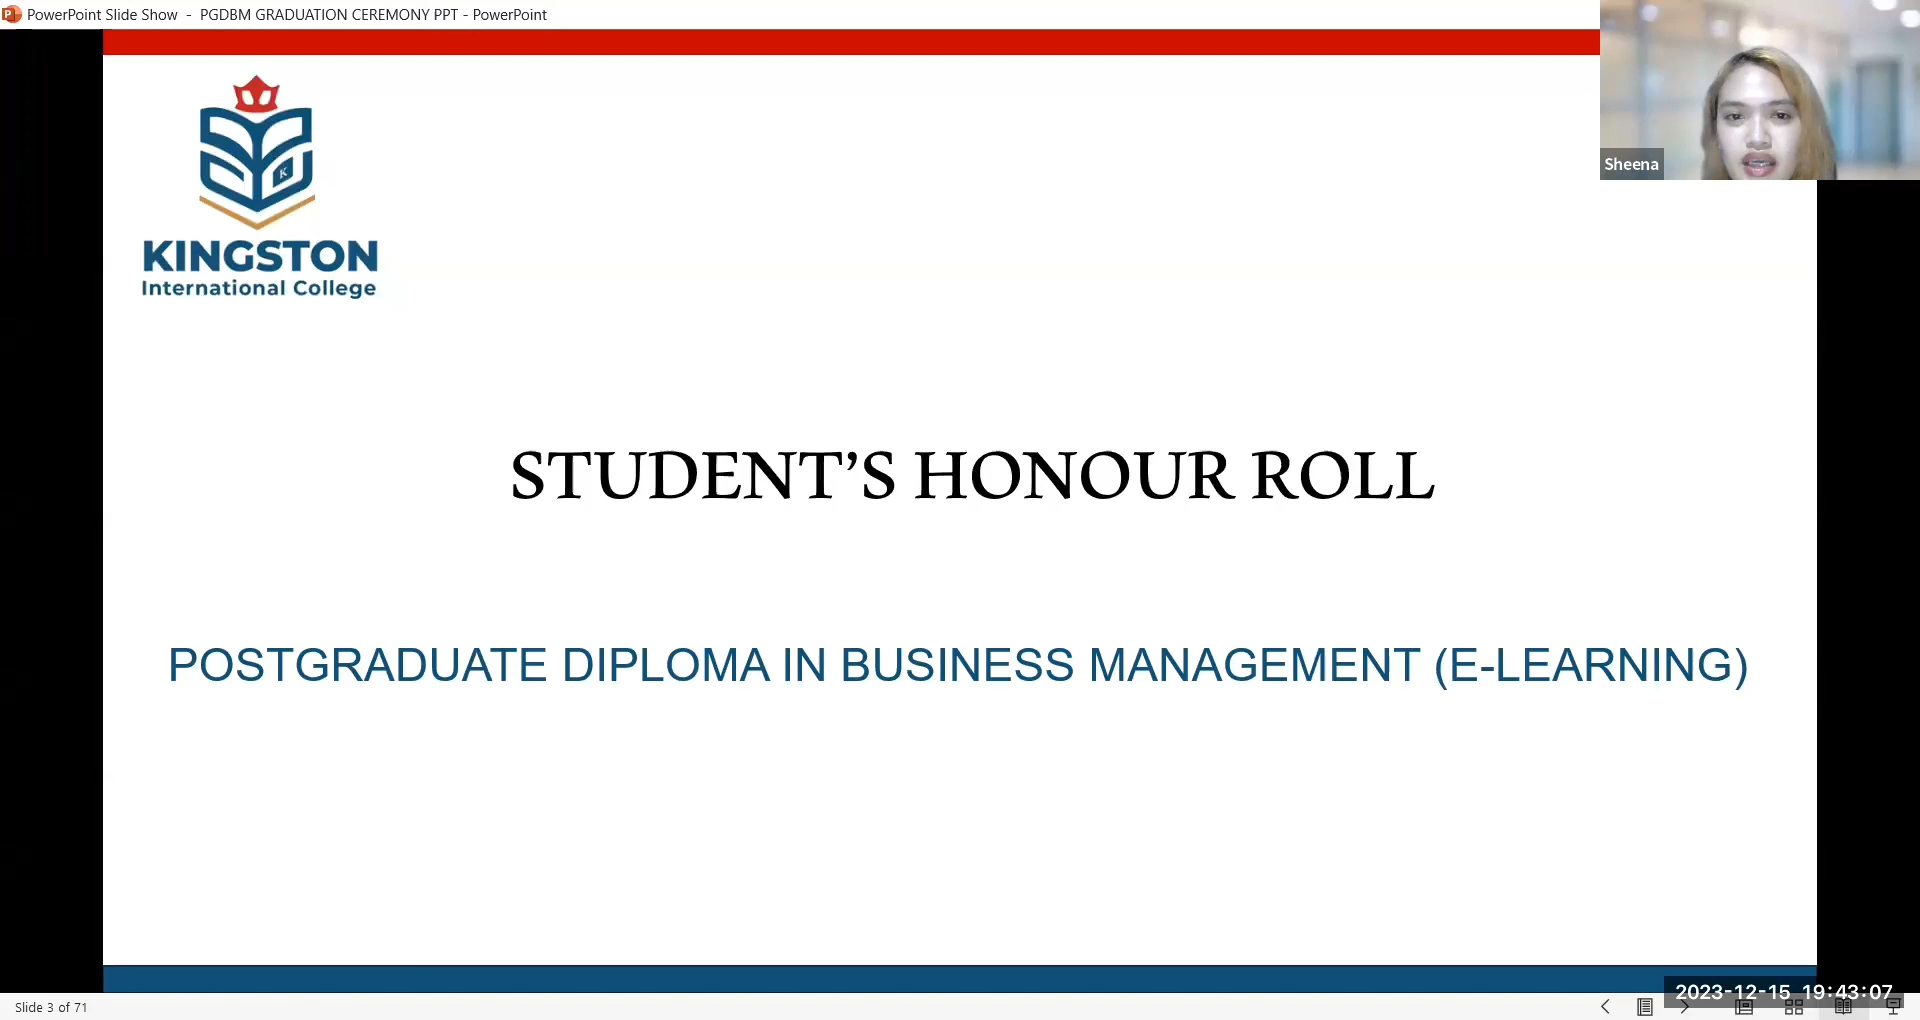 PowerPoint Slide Show  -  PGDBM GRADUATION CEREMONY PPT - PowerPoint
Sheena
K
KINGSTON
International College
STUDENT’S HONOUR ROLL
POSTGRADUATE DIPLOMA IN BUSINESS MANAGEMENT (E-LEARNING)
2023-12-15 19:43:07
Slide 3 of 71